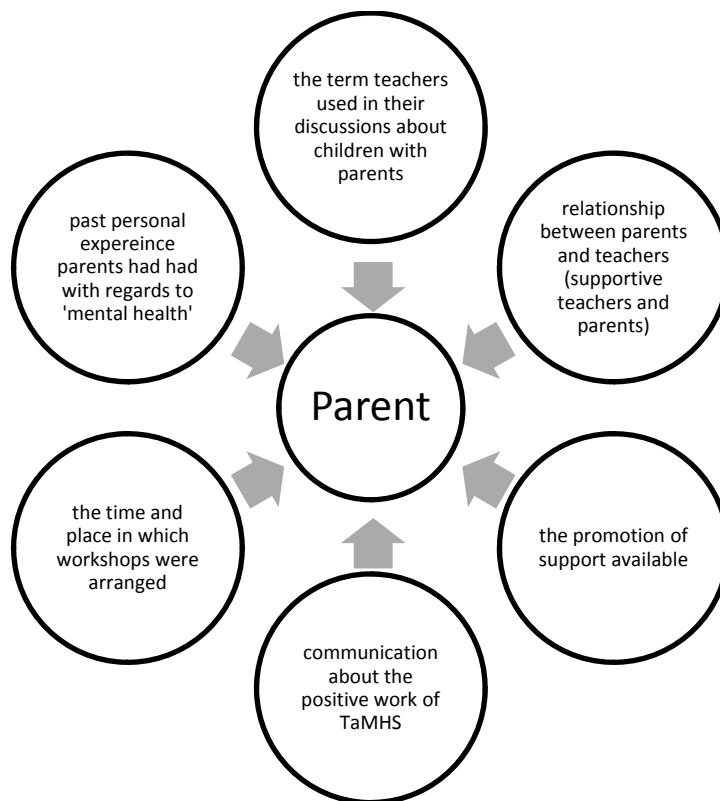 the term teachers
used in their
discussions about
children with
parents
relationship
between parents
and teachers
(supportive
teachers and
parents)
the promotion of
support available
communication
about the
positive work of
TaMHS
the time and
place in which
workshops were
arranged
past personal
expereince
parents had had
with regards to
'mental health'
Parent